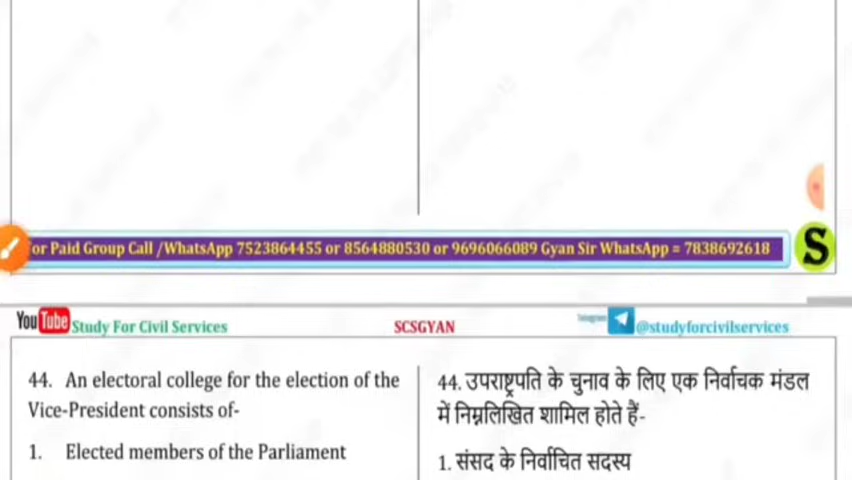 or Paid Group Call /WhatsApp 7523864455 or 8564880530 or 9696066089 Gyan Sir WhatsApp = 7838692618
S
YouTube Study For Civil Services
SCSGYAN
Telegram @studyforcivilservices
44. An electoral college for the election of the
Vice-President consists of-
1. Elected members of the Parliament
44. उपराष्ट्रपति के चुनाव के लिए एक निर्वाचक मंडल
में निम्नलिखित शामिल होते हैं-
1. संसद के निर्वाचित सदस्य